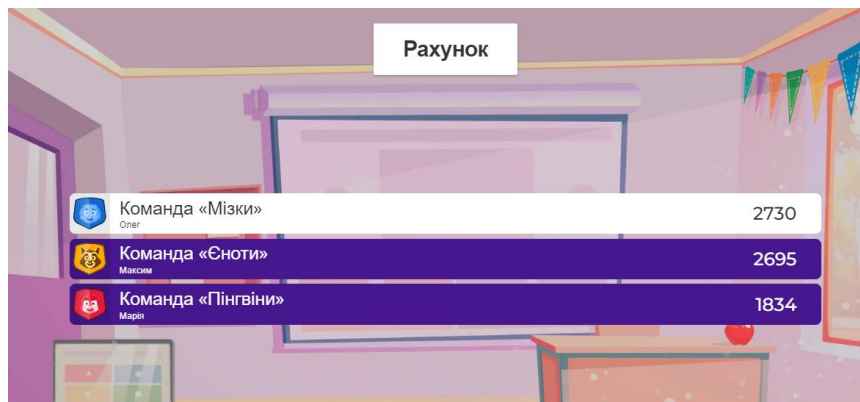 Рахунок
Команда «Мізки»
Олег
2730
Команда «Єноти»
Максим
2695
Команда «Пінгвіни»
Марія
1834